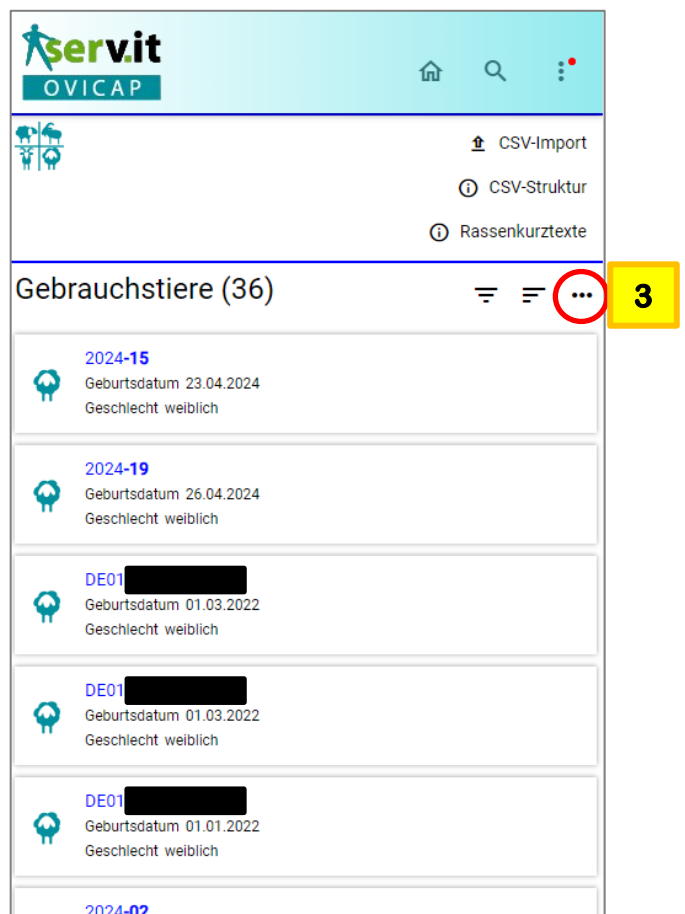 serv.it
OVICAP
CSV-Import
CSV-Struktur
Rassenkurztexte
Gebrauchstiere (36)
3
2024-15
Geburtsdatum 23.04.2024
Geschlecht weiblich
2024-19
Geburtsdatum 26.04.2024
Geschlecht weiblich
DE01
Geburtsdatum 01.03.2022
Geschlecht weiblich
DE01
Geburtsdatum 01.03.2022
Geschlecht weiblich
DE01
Geburtsdatum 01.01.2022
Geschlecht weiblich
2024-02